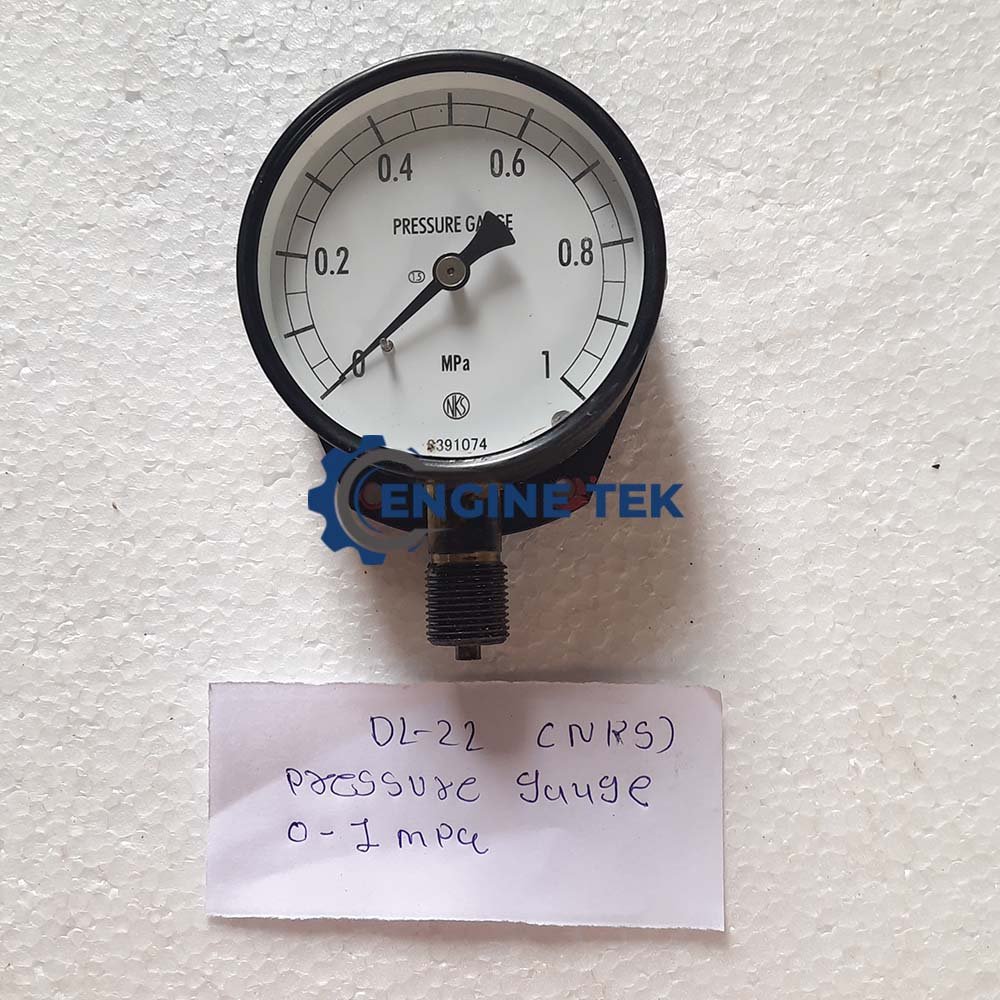 0.4 0.6
PRESSURE GAUGE
0.2 0.8
1.5
0 MPa 1
NKS
S391074
ENGINE TEK
DL-22 (NKS)
Pressure gauge
0-1 mpa